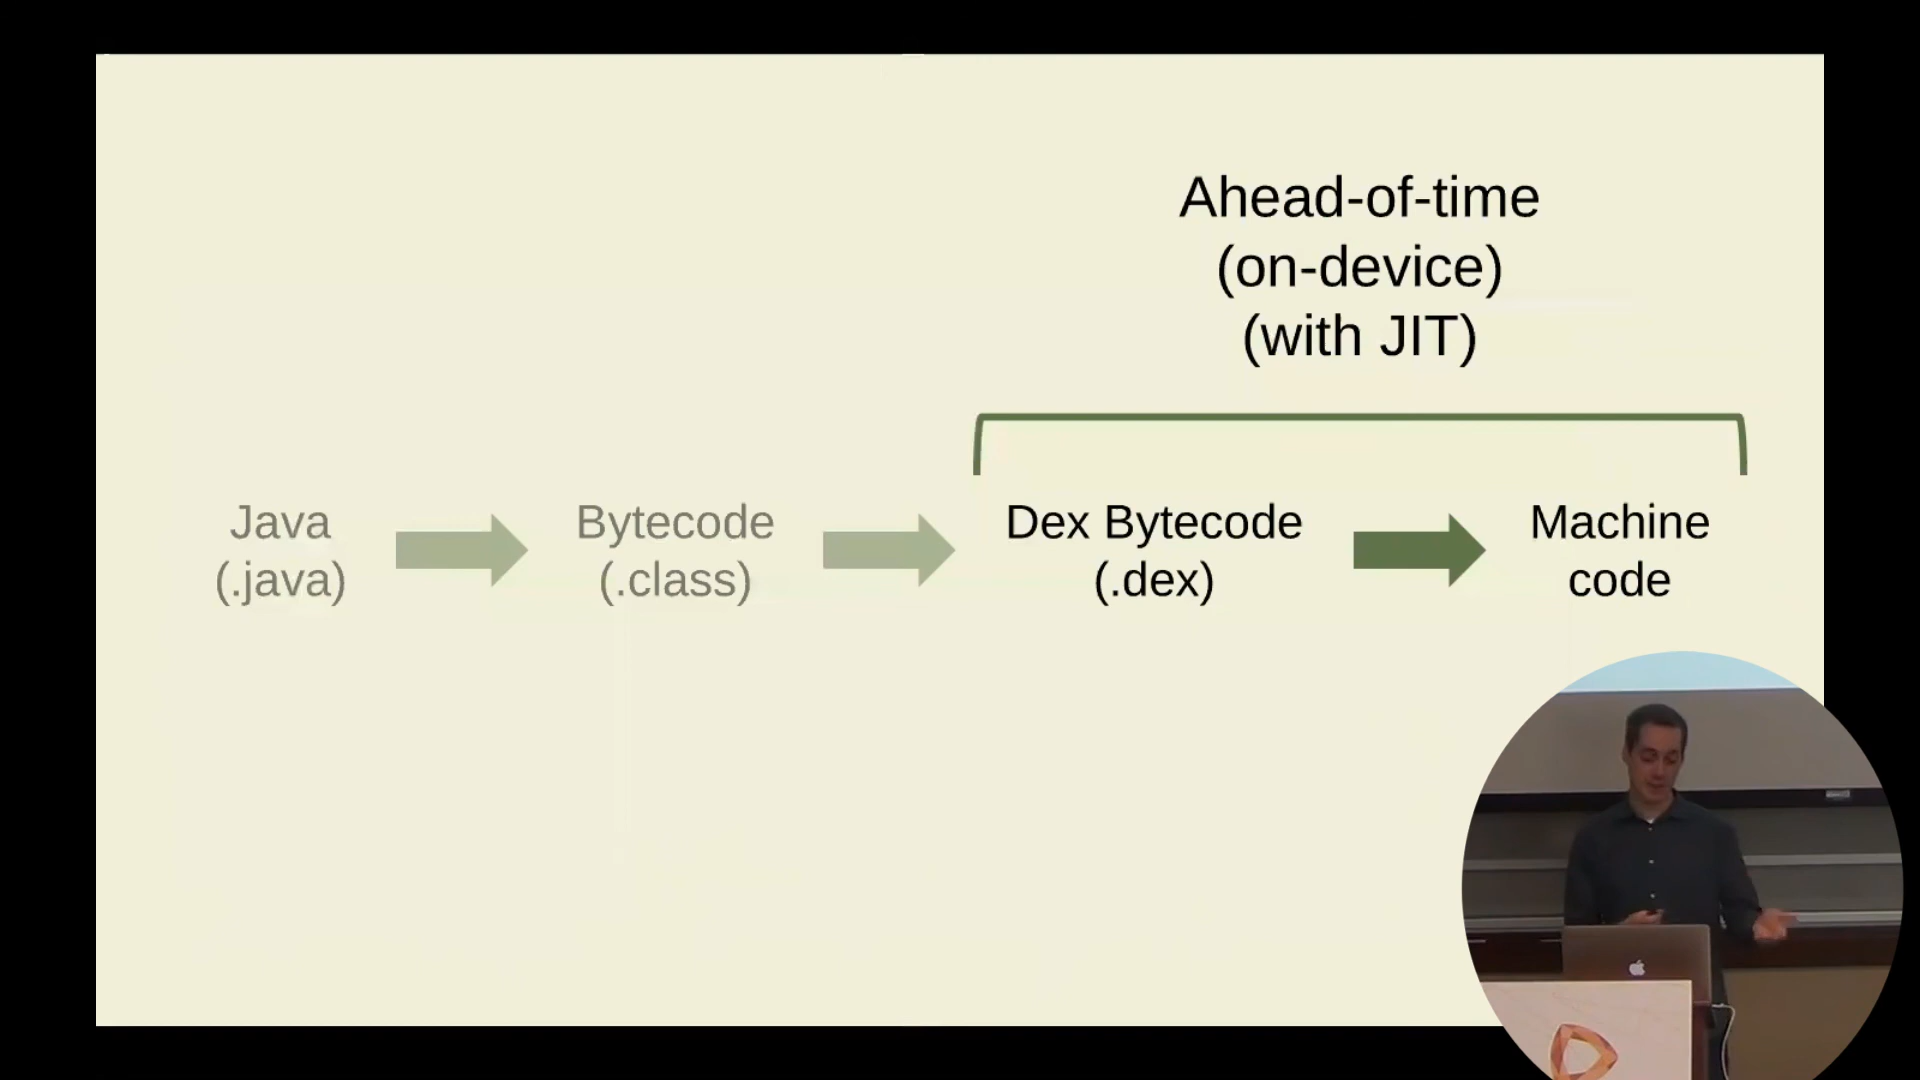 Ahead-of-time
(on-device)
(with JIT)
Java
(.java)
Bytecode
(.class)
Dex Bytecode
(.dex)
Machine
code